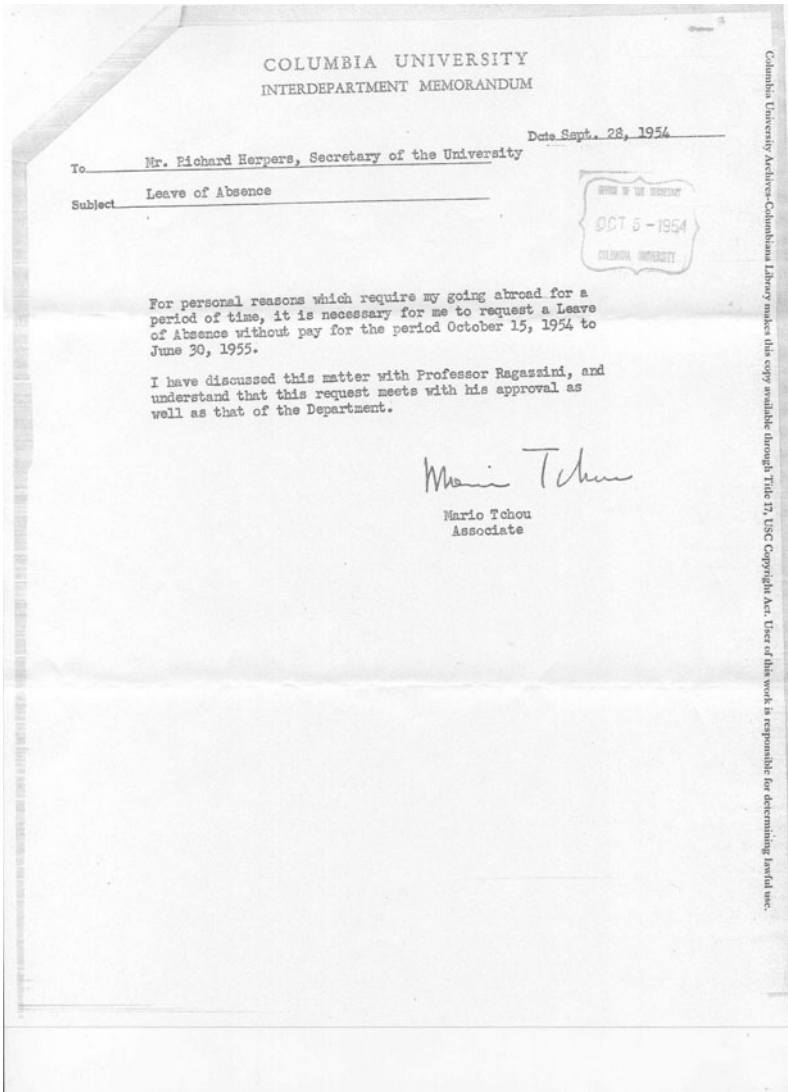 COLUMBIA UNIVERSITY
INTERDEPARTMENT MEMORANDUM
Date Sept. 28, 1954
To Mr. Richard Herpers, Secretary of the University
Subject Leave of Absence
OFFICE OF THE SECRETARY
OCT 5 - 1954
COLUMBIA UNIVERSITY
For personal reasons which require my going abroad for a
period of time, it is necessary for me to request a Leave
of Absence without pay for the period October 15, 1954 to
June 30, 1955.
I have discussed this matter with Professor Ragazzini, and
understand that this request meets with his approval as
well as that of the Department.
Mario Tchou
Mario Tchou
Associate
Columbia University Archives-Columbiana Library makes this copy available through Title 17, USC Copyright Act. User of this work is responsible for determining lawful use.